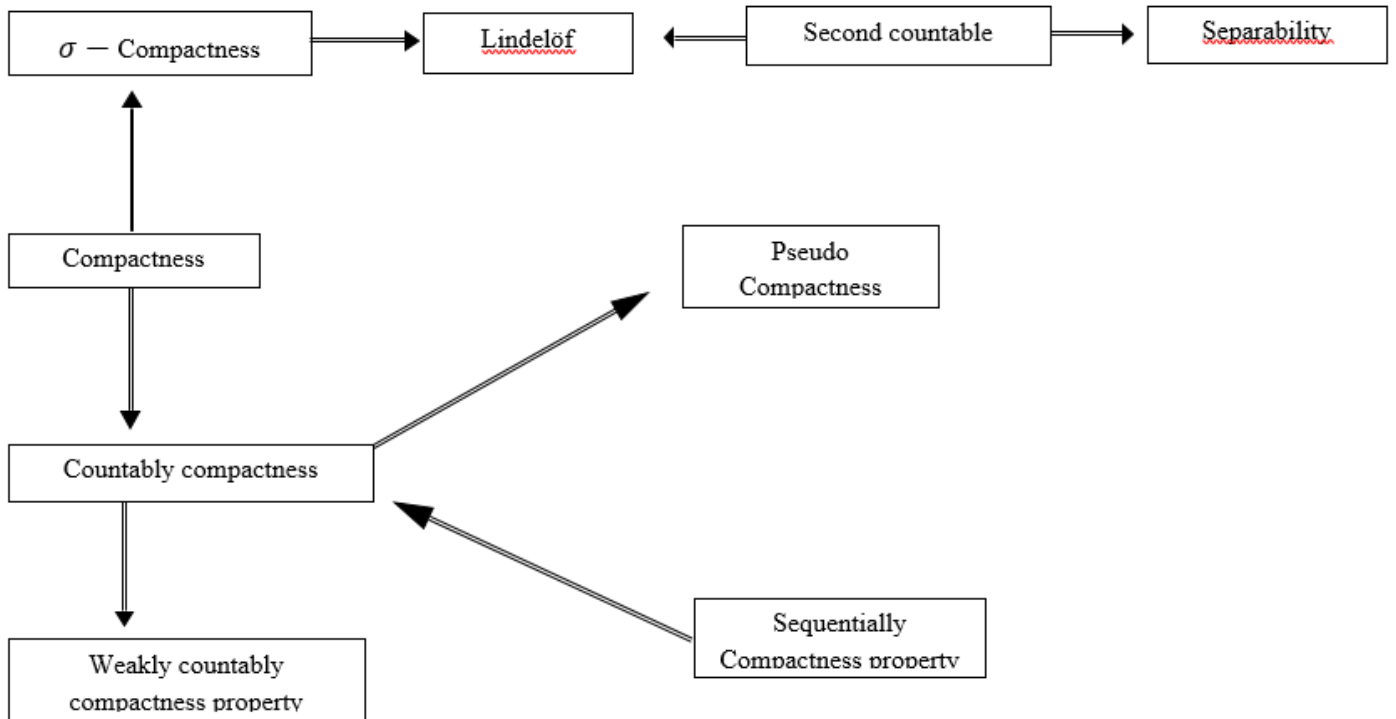 σ − Compactness
Lindelöf
Second countable
Separability
Compactness
Pseudo
Compactness
Countably compactness
Sequentially
Compactness property
Weakly countably
compactness property